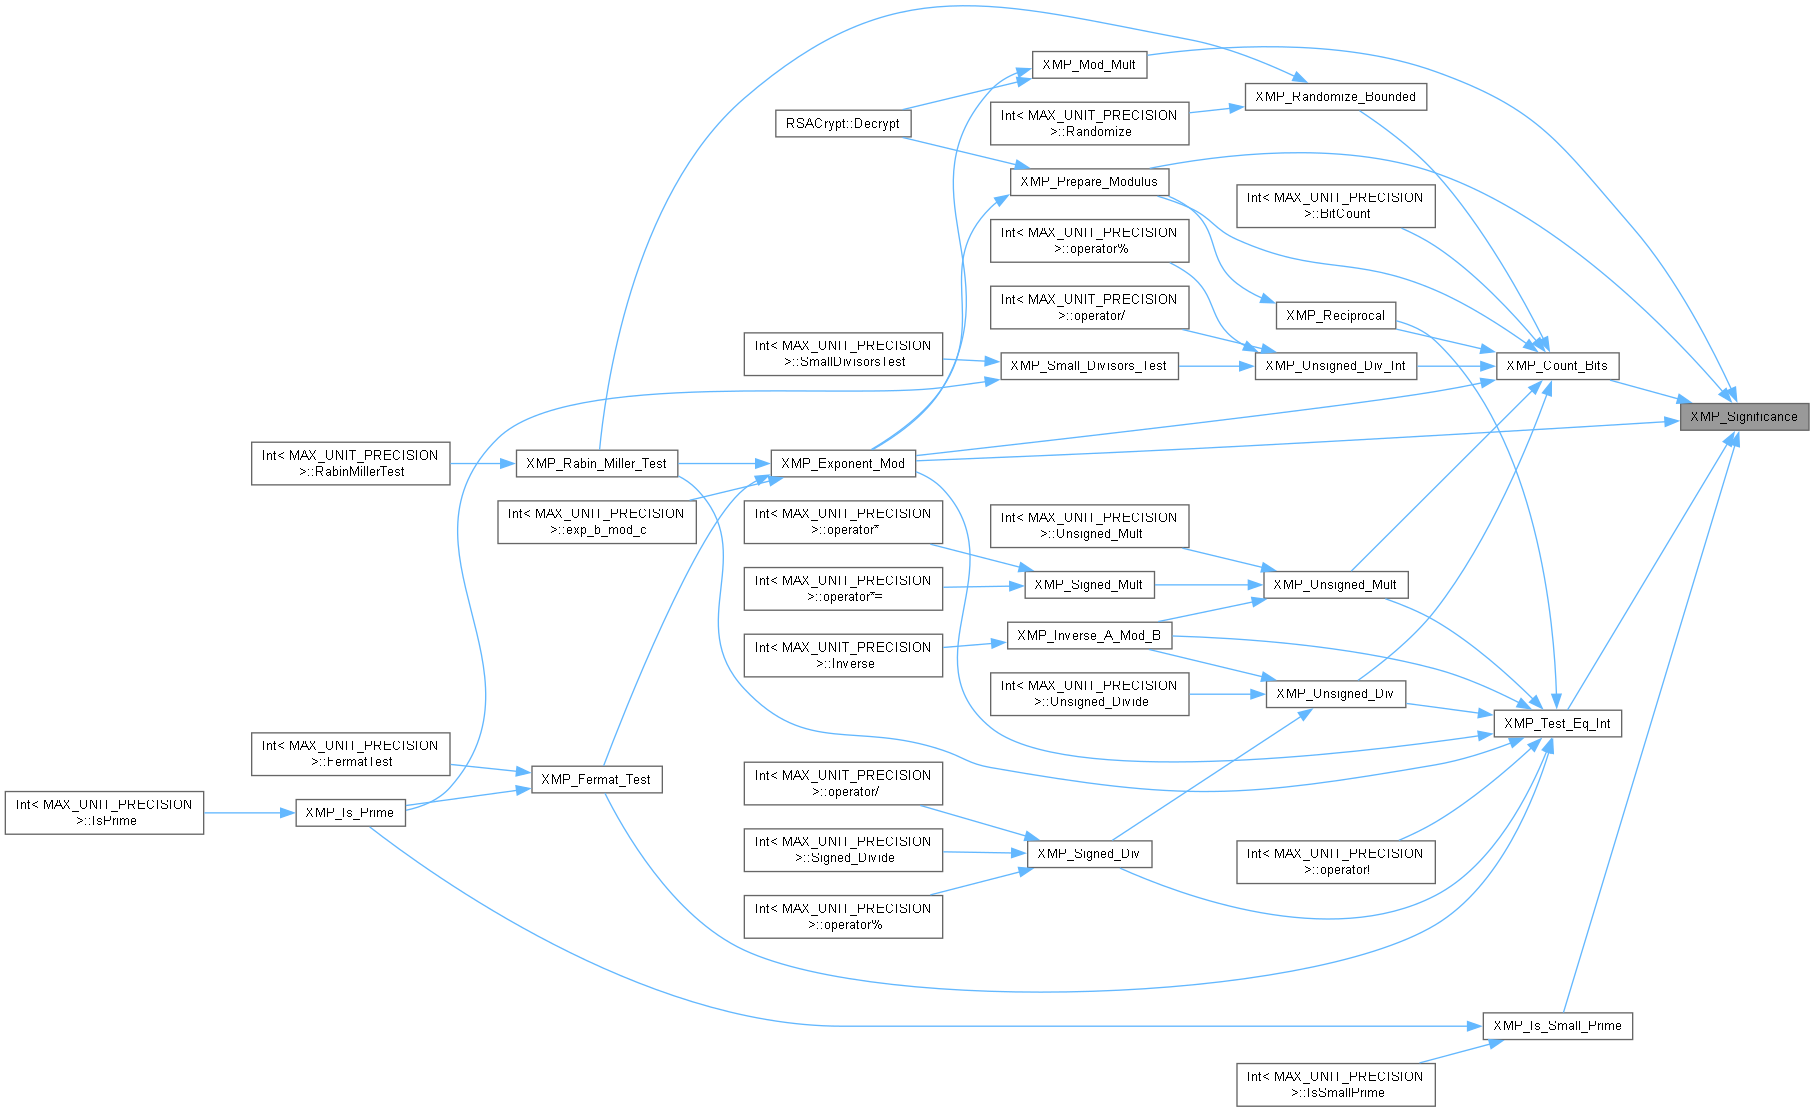 XMP_Mod_Mult
XMP_Randomize_Bounded
RSACrypt::Decrypt
Int< MAX_UNIT_PRECISION
>::Randomize
XMP_Prepare_Modulus
Int< MAX_UNIT_PRECISION
>::BitCount
Int< MAX_UNIT_PRECISION
>::operator%
Int< MAX_UNIT_PRECISION
>::operator/
XMP_Reciprocal
Int< MAX_UNIT_PRECISION
>::SmallDivisorsTest
XMP_Small_Divisors_Test
XMP_Unsigned_Div_Int
XMP_Count_Bits
XMP_Significance
Int< MAX_UNIT_PRECISION
>::RabinMillerTest
XMP_Rabin_Miller_Test
XMP_Exponent_Mod
Int< MAX_UNIT_PRECISION
>::exp_b_mod_c
Int< MAX_UNIT_PRECISION
>::operator*
Int< MAX_UNIT_PRECISION
>::Unsigned_Mult
Int< MAX_UNIT_PRECISION
>::operator*=
XMP_Signed_Mult
XMP_Unsigned_Mult
Int< MAX_UNIT_PRECISION
>::Inverse
XMP_Inverse_A_Mod_B
Int< MAX_UNIT_PRECISION
>::Unsigned_Divide
XMP_Unsigned_Div
XMP_Test_Eq_Int
Int< MAX_UNIT_PRECISION
>::FermatTest
XMP_Fermat_Test
Int< MAX_UNIT_PRECISION
>::operator/
Int< MAX_UNIT_PRECISION
>::IsPrime
XMP_Is_Prime
Int< MAX_UNIT_PRECISION
>::Signed_Divide
XMP_Signed_Div
Int< MAX_UNIT_PRECISION
>::operator!
Int< MAX_UNIT_PRECISION
>::operator%
XMP_Is_Small_Prime
Int< MAX_UNIT_PRECISION
>::IsSmallPrime